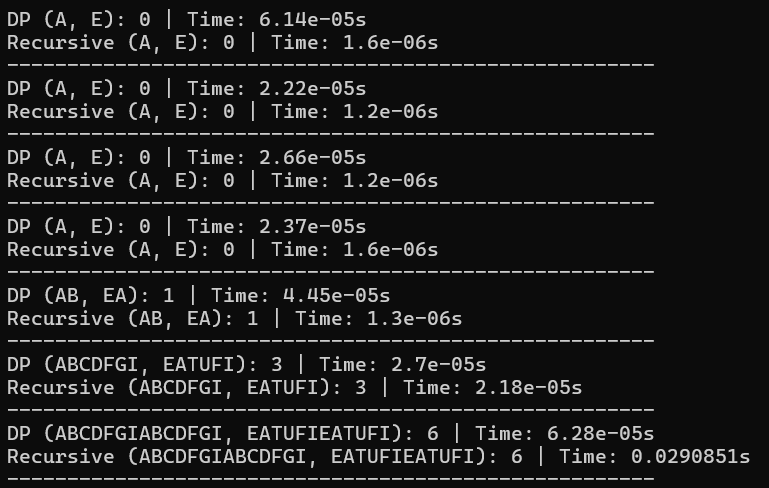 DP (A, E): 0 | Time: 6.14e-05s
Recursive (A, E): 0 | Time: 1.6e-06s
------------------------------------------------------
DP (A, E): 0 | Time: 2.22e-05s
Recursive (A, E): 0 | Time: 1.2e-06s
------------------------------------------------------
DP (A, E): 0 | Time: 2.66e-05s
Recursive (A, E): 0 | Time: 1.2e-06s
------------------------------------------------------
DP (A, E): 0 | Time: 2.37e-05s
Recursive (A, E): 0 | Time: 1.6e-06s
------------------------------------------------------
DP (AB, EA): 1 | Time: 4.45e-05s
Recursive (AB, EA): 1 | Time: 1.3e-06s
------------------------------------------------------
DP (ABCDFGI, EATUFI): 3 | Time: 2.7e-05s
Recursive (ABCDFGI, EATUFI): 3 | Time: 2.18e-05s
------------------------------------------------------
DP (ABCDFGIABCDFGI, EATUFIEATUFI): 6 | Time: 6.28e-05s
Recursive (ABCDFGIABCDFGI, EATUFIEATUFI): 6 | Time: 0.0290851s
------------------------------------------------------